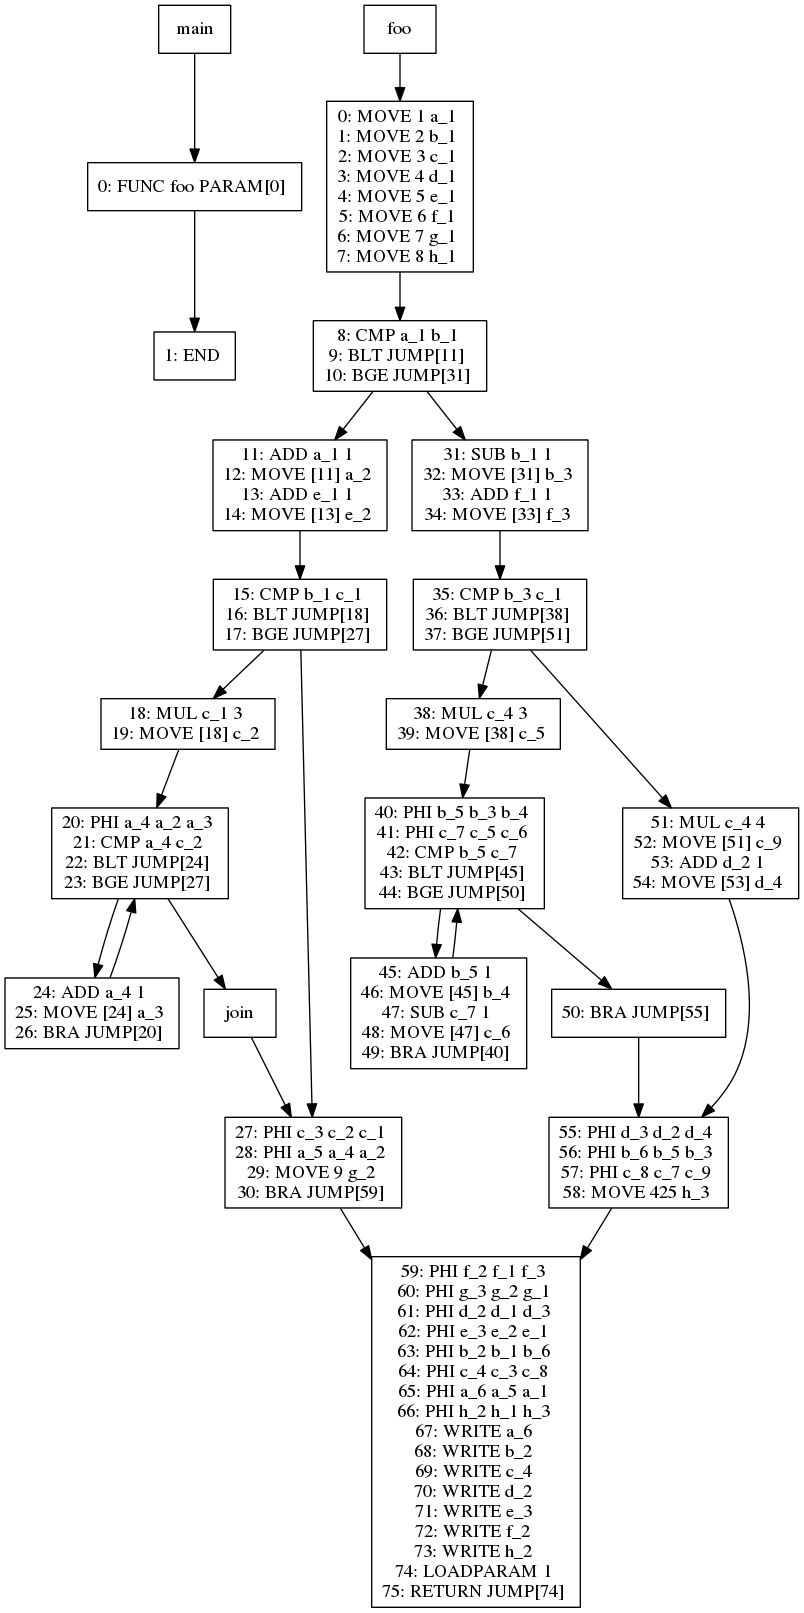 main
0: FUNC foo PARAM[0]
1: END
foo
0: MOVE 1 a_1
1: MOVE 2 b_1
2: MOVE 3 c_1
3: MOVE 4 d_1
4: MOVE 5 e_1
5: MOVE 6 f_1
6: MOVE 7 g_1
7: MOVE 8 h_1
8: CMP a_1 b_1
9: BLT JUMP[11]
10: BGE JUMP[31]
11: ADD a_1 1
12: MOVE [11] a_2
13: ADD e_1 1
14: MOVE [13] e_2
31: SUB b_1 1
32: MOVE [31] b_3
33: ADD f_1 1
34: MOVE [33] f_3
15: CMP b_1 c_1
16: BLT JUMP[18]
17: BGE JUMP[27]
35: CMP b_3 c_1
36: BLT JUMP[38]
37: BGE JUMP[51]
18: MUL c_1 3
19: MOVE [18] c_2
38: MUL c_4 3
39: MOVE [38] c_5
20: PHI a_4 a_2 a_3
21: CMP a_4 c_2
22: BLT JUMP[24]
23: BGE JUMP[27]
40: PHI b_5 b_3 b_4
41: PHI c_7 c_5 c_6
42: CMP b_5 c_7
43: BLT JUMP[45]
44: BGE JUMP[50]
51: MUL c_4 4
52: MOVE [51] c_9
53: ADD d_2 1
54: MOVE [53] d_4
24: ADD a_4 1
25: MOVE [24] a_3
26: BRA JUMP[20]
join
45: ADD b_5 1
46: MOVE [45] b_4
47: SUB c_7 1
48: MOVE [47] c_6
49: BRA JUMP[40]
50: BRA JUMP[55]
27: PHI c_3 c_2 c_1
28: PHI a_5 a_4 a_2
29: MOVE 9 g_2
30: BRA JUMP[59]
55: PHI d_3 d_2 d_4
56: PHI b_6 b_5 b_3
57: PHI c_8 c_7 c_9
58: MOVE 425 h_3
59: PHI f_2 f_1 f_3
60: PHI g_3 g_2 g_1
61: PHI d_2 d_1 d_3
62: PHI e_3 e_2 e_1
63: PHI b_2 b_1 b_6
64: PHI c_4 c_3 c_8
65: PHI a_6 a_5 a_1
66: PHI h_2 h_1 h_3
67: WRITE a_6
68: WRITE b_2
69: WRITE c_4
70: WRITE d_2
71: WRITE e_3
72: WRITE f_2
73: WRITE h_2
74: LOADPARAM 1
75: RETURN JUMP[74]